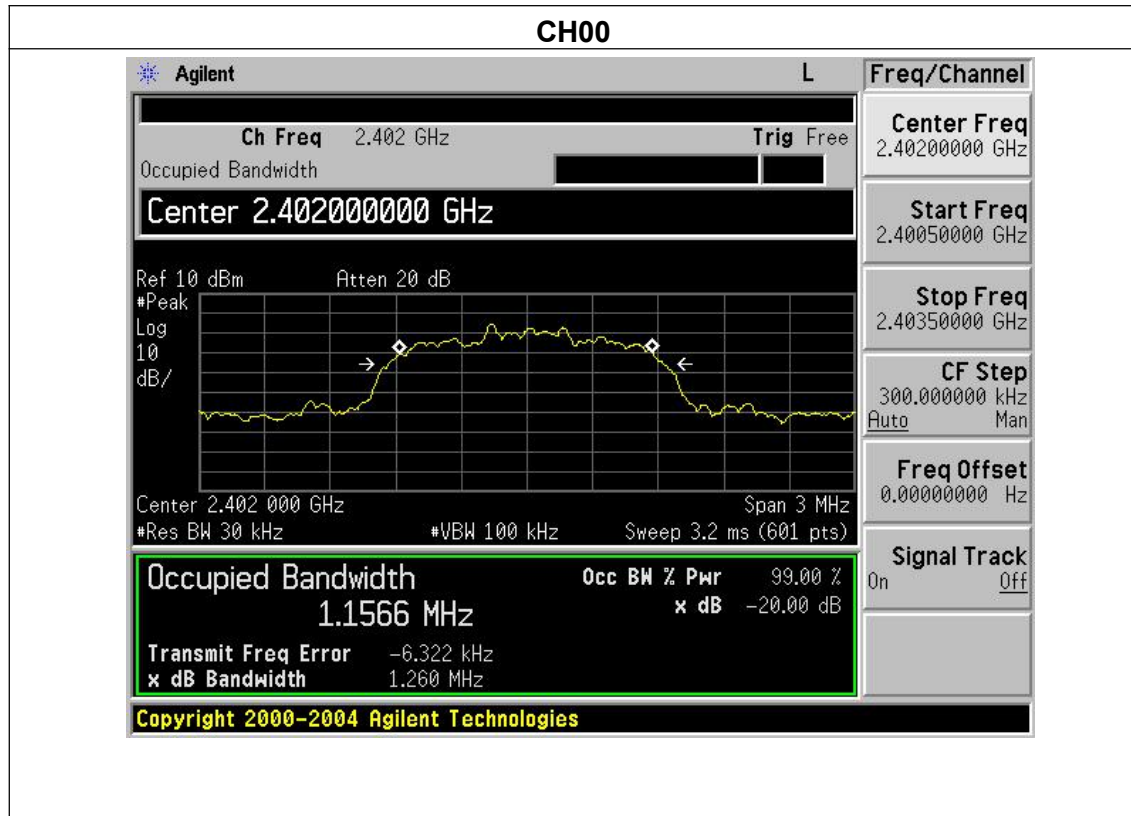 CH00
Agilent L
Freq/Channel
Ch Freq 2.402 GHz Trig Free
Occupied Bandwidth
Center 2.402000000 GHz
Ref 10 dBm Atten 20 dB
#Peak
Log
10
dB/
Center 2.402 000 GHz Span 3 MHz
#Res BW 30 kHz #VBW 100 kHz Sweep 3.2 ms (601 pts)
Occupied Bandwidth
1.1566 MHz
Occ BW % Pwr 99.00 %
x dB -20.00 dB
Transmit Freq Error -6.322 kHz
x dB Bandwidth 1.260 MHz
Copyright 2000-2004 Agilent Technologies
Center Freq
2.40200000 GHz
Start Freq
2.40050000 GHz
Stop Freq
2.40350000 GHz
CF Step
300.000000 kHz
Auto Man
Freq Offset
0.00000000 Hz
Signal Track
On Off